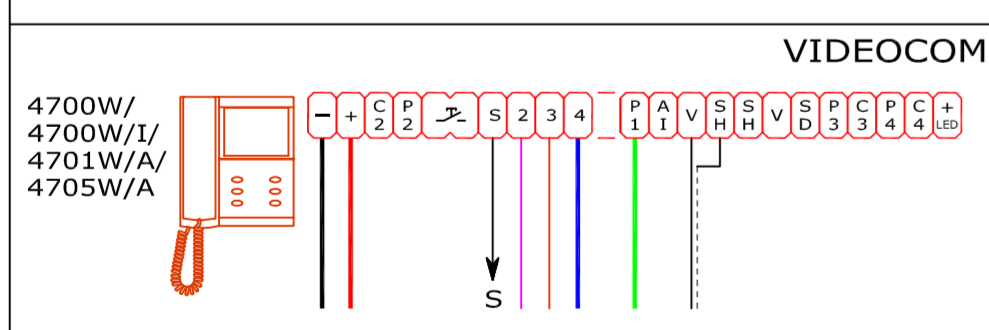 VIDEOCOM
4700W/
4700W/I/
4701W/A/
4705W/A
− + C2 P2 S 2 3 4 P1 AI V SH SH V SD P3 C3 P4 C4 + LED
S